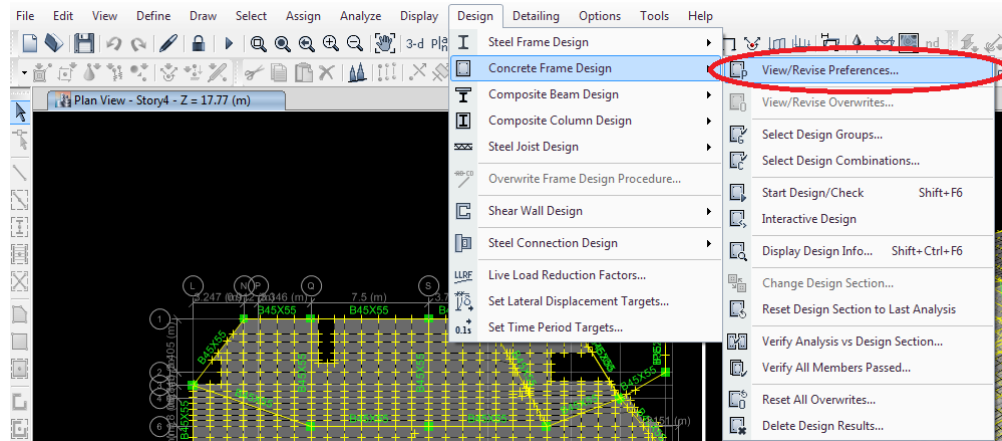 File Edit View Define Draw Select Assign Analyze Display Design Detailing Options Tools Help
3-d Pla
nd
Plan View - Story4 - Z = 17.77 (m)
Steel Frame Design
Concrete Frame Design
Composite Beam Design
Composite Column Design
Steel Joist Design
Overwrite Frame Design Procedure...
Shear Wall Design
Steel Connection Design
LLRF Live Load Reduction Factors...
Set Lateral Displacement Targets...
0.1s Set Time Period Targets...
View/Revise Preferences...
View/Revise Overwrites...
Select Design Groups...
Select Design Combinations...
Start Design/Check Shift+F6
Interactive Design
Display Design Info... Shift+Ctrl+F6
Change Design Section...
Reset Design Section to Last Analysis
Verify Analysis vs Design Section...
Verify All Members Passed...
Reset All Overwrites...
Delete Design Results...
L N P Q S
7.5 (m)
1
B45X55 B45X55
B45X55
6